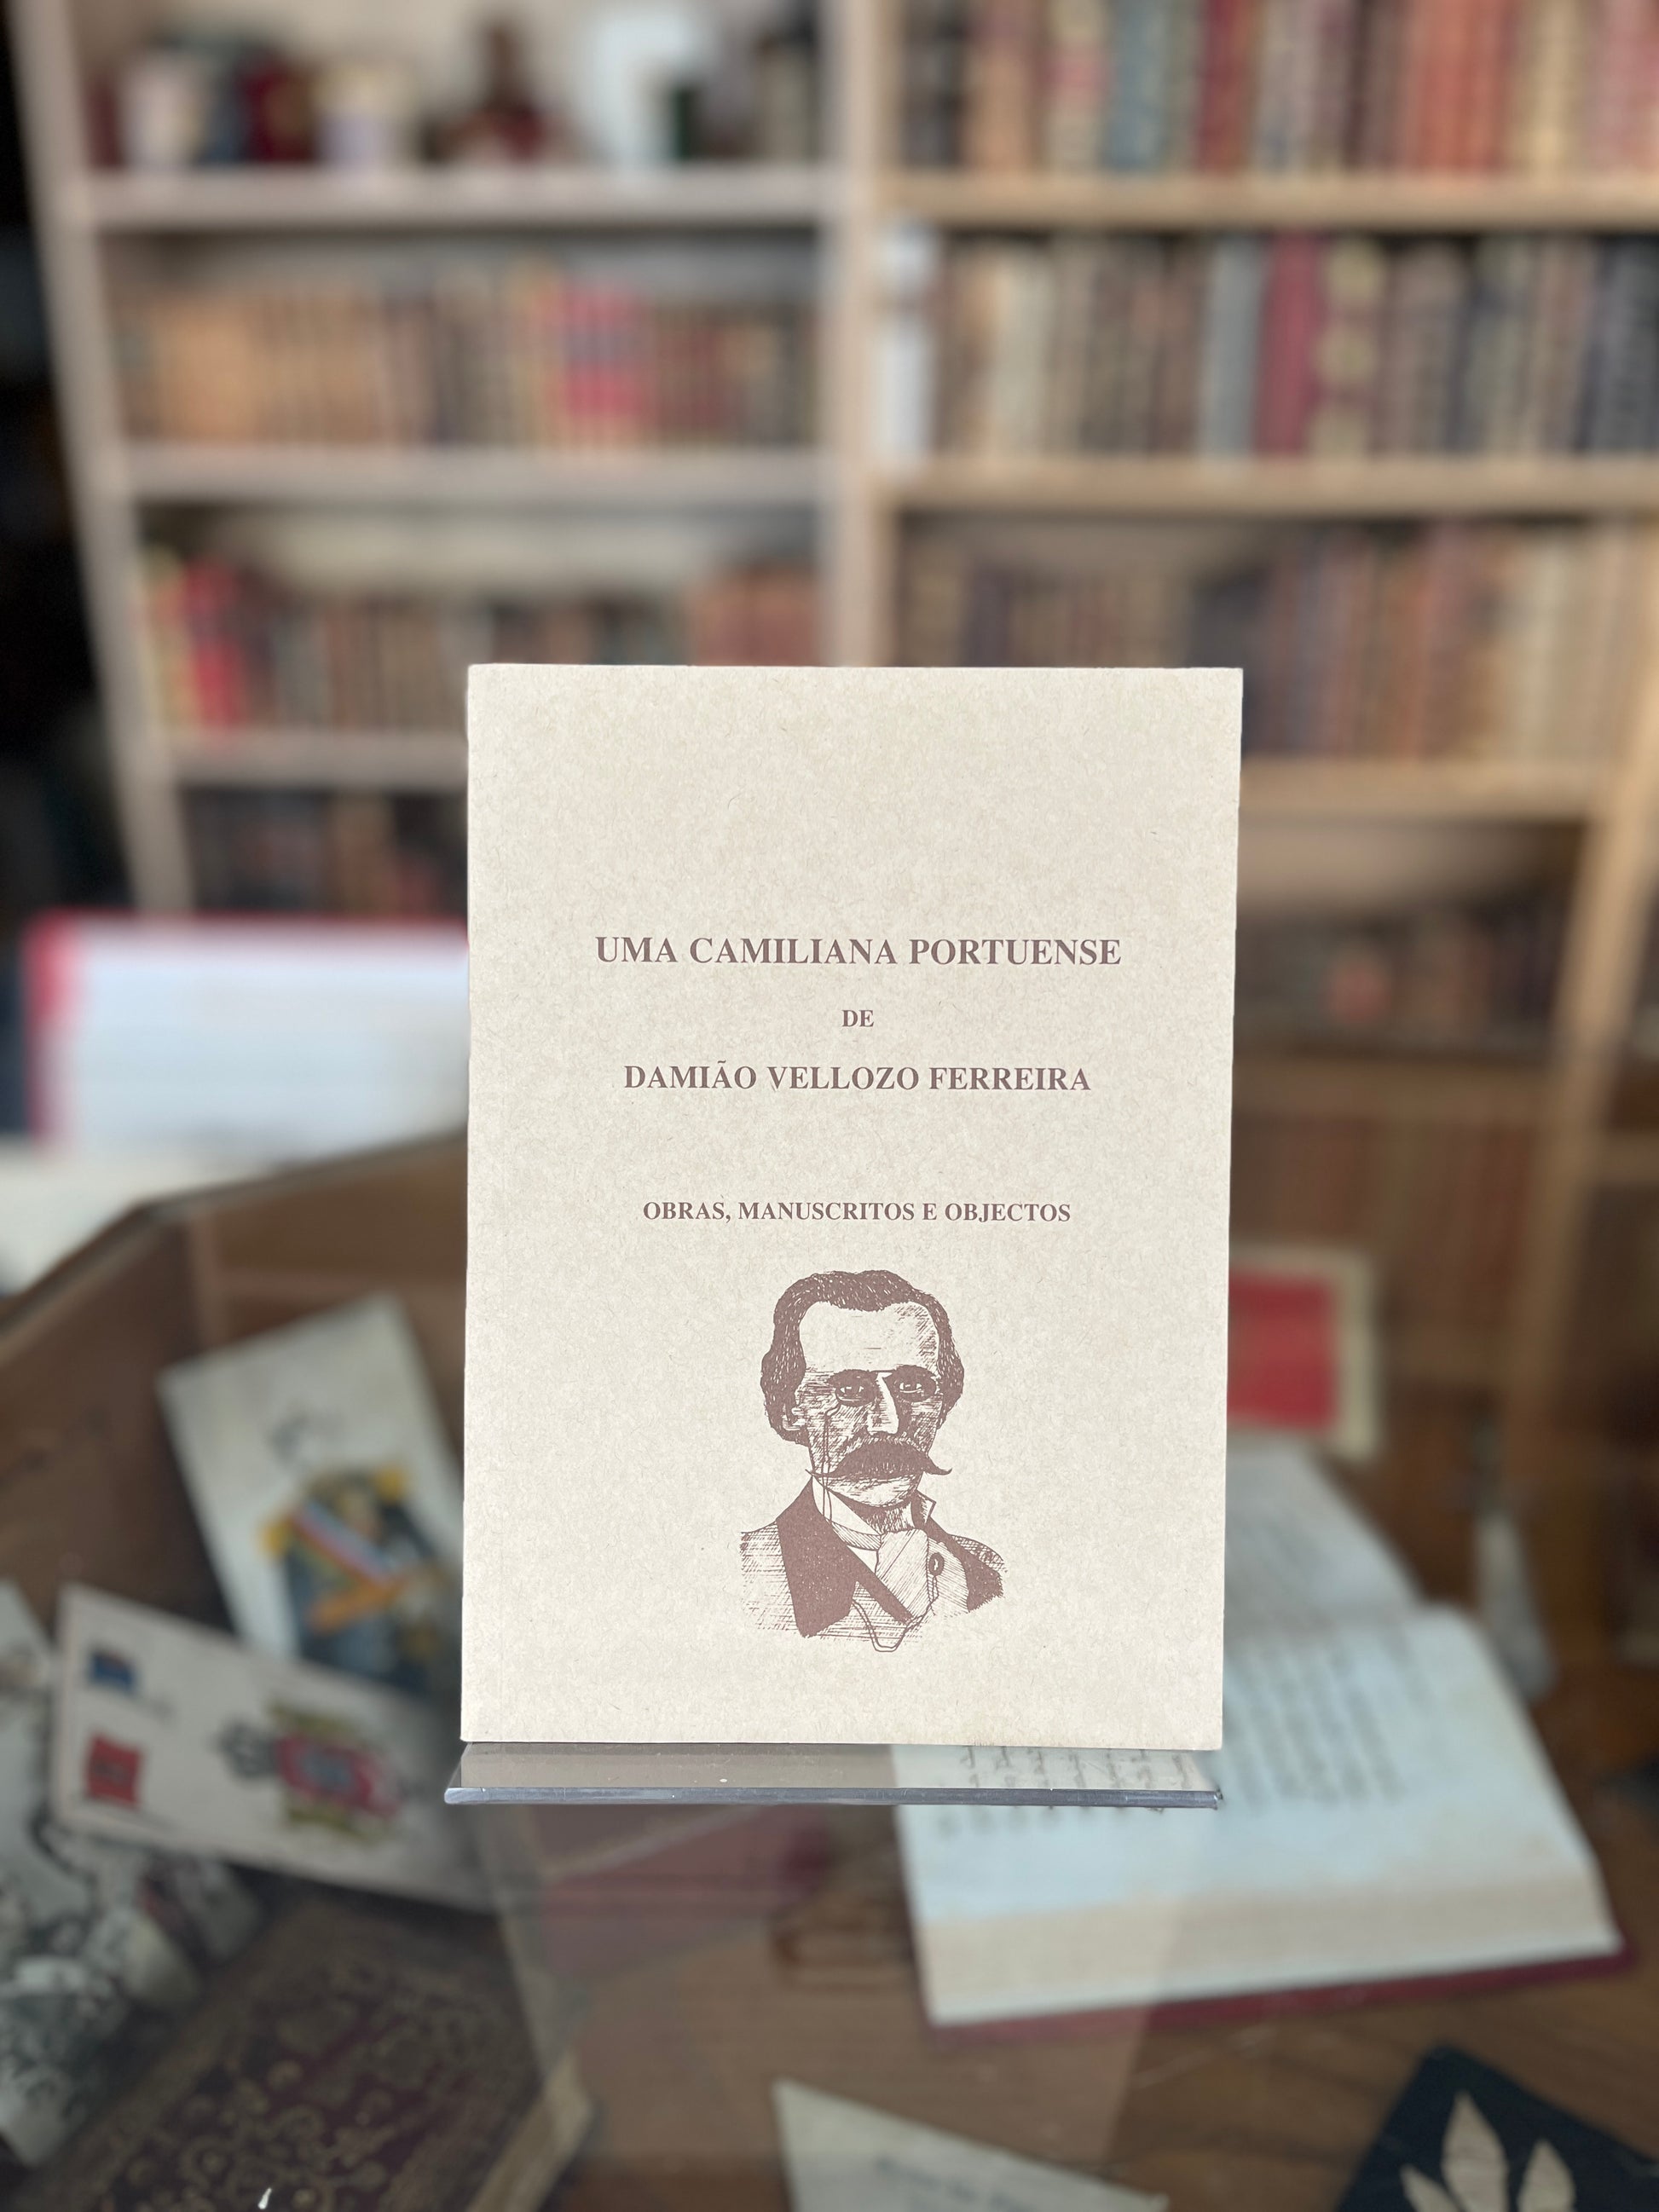 UMA CAMILIANA PORTUENSE
DE
DAMIÃO VELLOZO FERREIRA
OBRAS, MANUSCRITOS E OBJECTOS